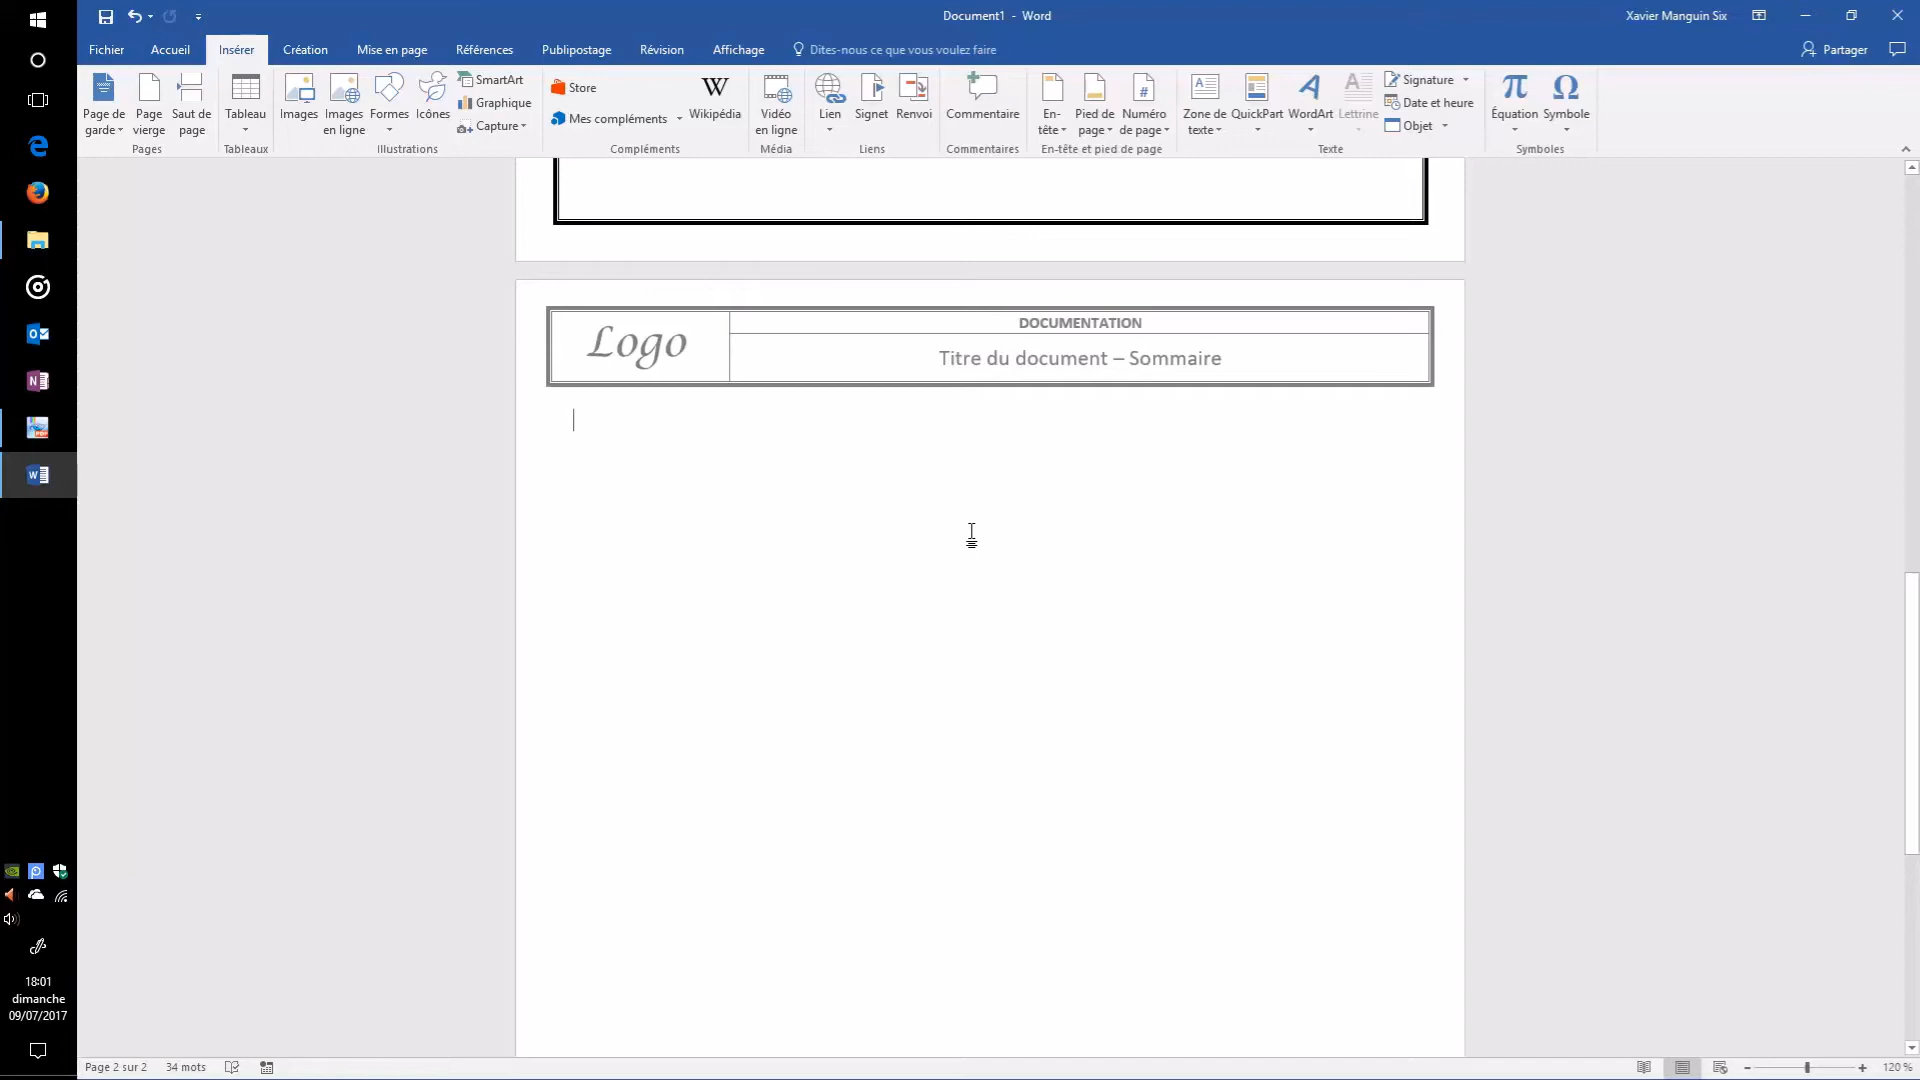 Document1 - Word
Xavier Manguin Six
Fichier
Accueil
Insérer
Création
Mise en page
Références
Publipostage
Révision
Affichage
Dites-nous ce que vous voulez faire
Partager
Page de garde
Page vierge
Saut de page
Pages
Tableau
Tableaux
Images
Images en ligne
Formes
Icônes
SmartArt
Graphique
Capture
Illustrations
Store
Mes compléments
Wikipédia
Compléments
Vidéo en ligne
Média
Lien
Signet
Renvoi
Liens
Commentaire
Commentaires
En-tête
Pied de page
Numéro de page
En-tête et pied de page
Zone de texte
QuickPart
WordArt
Lettrine
Signature
Date et heure
Objet
Texte
Équation
Symbole
Symboles
Logo
DOCUMENTATION
Titre du document – Sommaire
18:01
dimanche
09/07/2017
Page 2 sur 2
34 mots
120 %